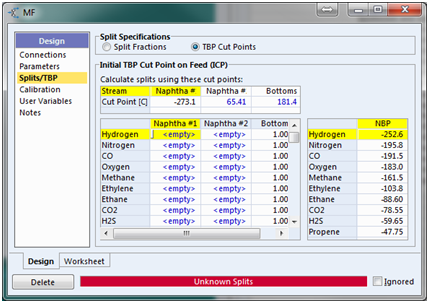 MF
Design
Connections
Parameters
Splits/TBP
Calibration
User Variables
Notes
Split Specifications
Split Fractions TBP Cut Points
Initial TBP Cut Point on Feed (ICP)
Calculate splits using these cut points:
Stream Naphtha # Naphtha #: Bottoms
Cut Point [C] -273.1 65.41 181.4
Naphtha #1 Naphtha #2 Bottom NBP
Hydrogen <empty> <empty> 1.00 Hydrogen -252.6
Nitrogen <empty> <empty> 1.00 Nitrogen -195.8
CO <empty> <empty> 1.00 CO -191.5
Oxygen <empty> <empty> 1.00 Oxygen -183.0
Methane <empty> <empty> 1.00 Methane -161.5
Ethylene <empty> <empty> 1.00 Ethylene -103.8
Ethane <empty> <empty> 1.00 Ethane -88.60
CO2 <empty> <empty> 1.00 CO2 -78.55
H2S <empty> <empty> 1.00 H2S -59.65
Propene -47.75
Design Worksheet
Delete Unknown Splits Ignored